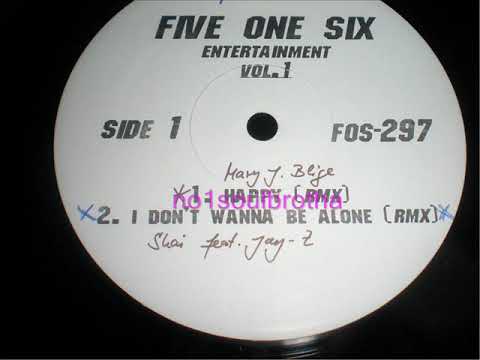 FIVE ONE SIX
ENTERTAINMENT
VOL.1
SIDE 1
FOS-297
Mary J. Blige
*1. HAPPY (RMX)
no1soulbrotha
*2. I DON'T WANNA BE ALONE (RMX)*
Shai feat. Jay-Z